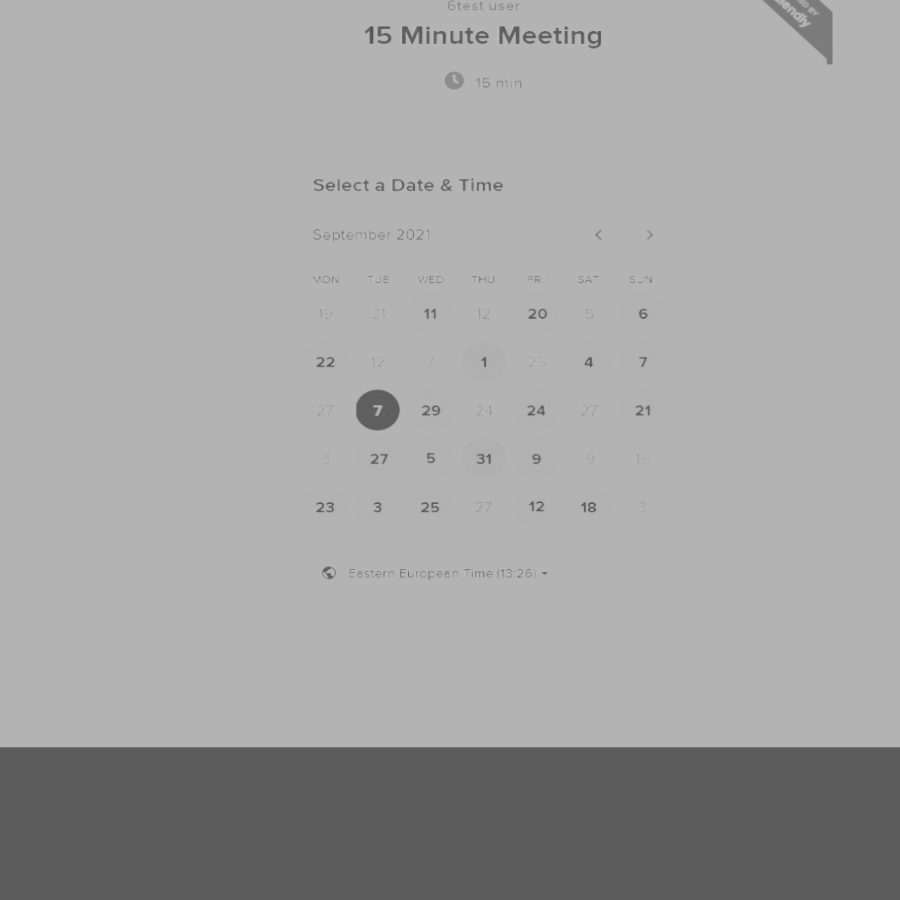 6test user
15 Minute Meeting
15 min
Select a Date & Time
September 2021
MON TUE WED THU FRI SAT SUN
19 31 11 12 20 5 6
22 12 7 1 23 4 7
27 7 29 24 24 27 21
3 27 5 31 9 9 19
23 3 25 27 12 18 3
Eastern European Time (13:26)